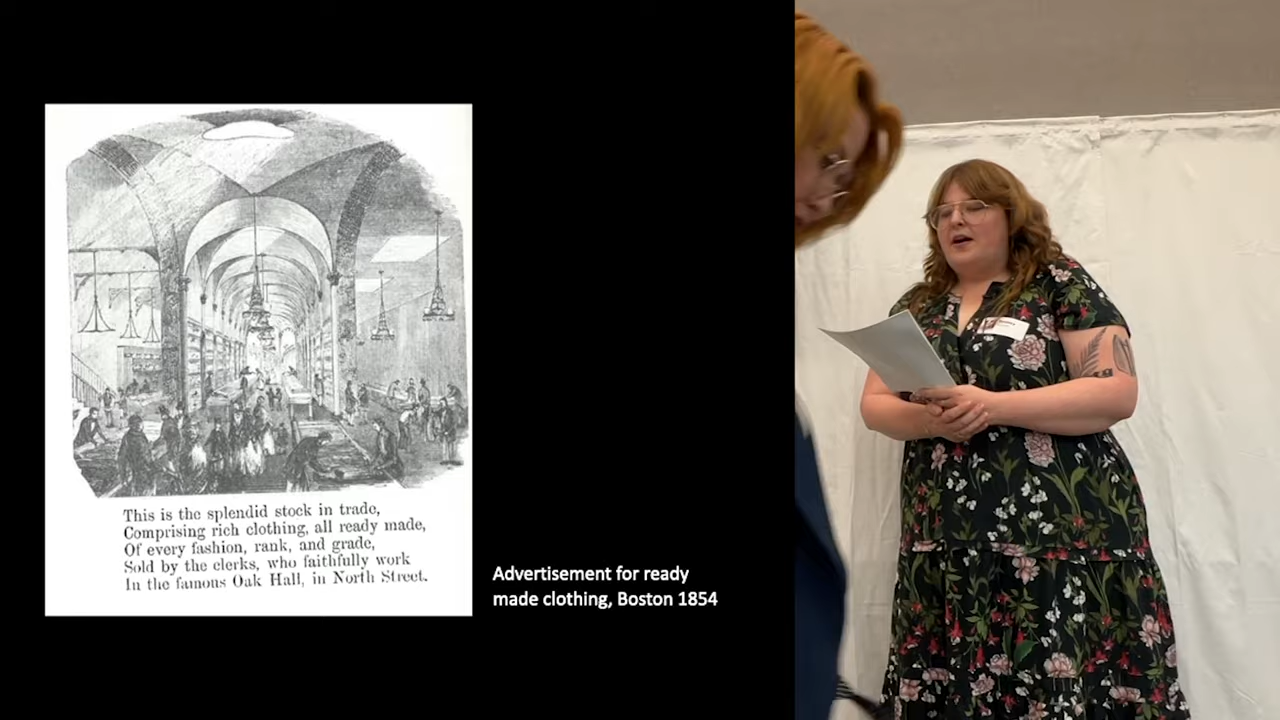 This is the splendid stock in trade,
Comprising rich clothing, all ready made,
Of every fashion, rank, and grade,
Sold by the clerks, who faithfully work
In the famous Oak Hall, in North Street.
Advertisement for ready
made clothing, Boston 1854